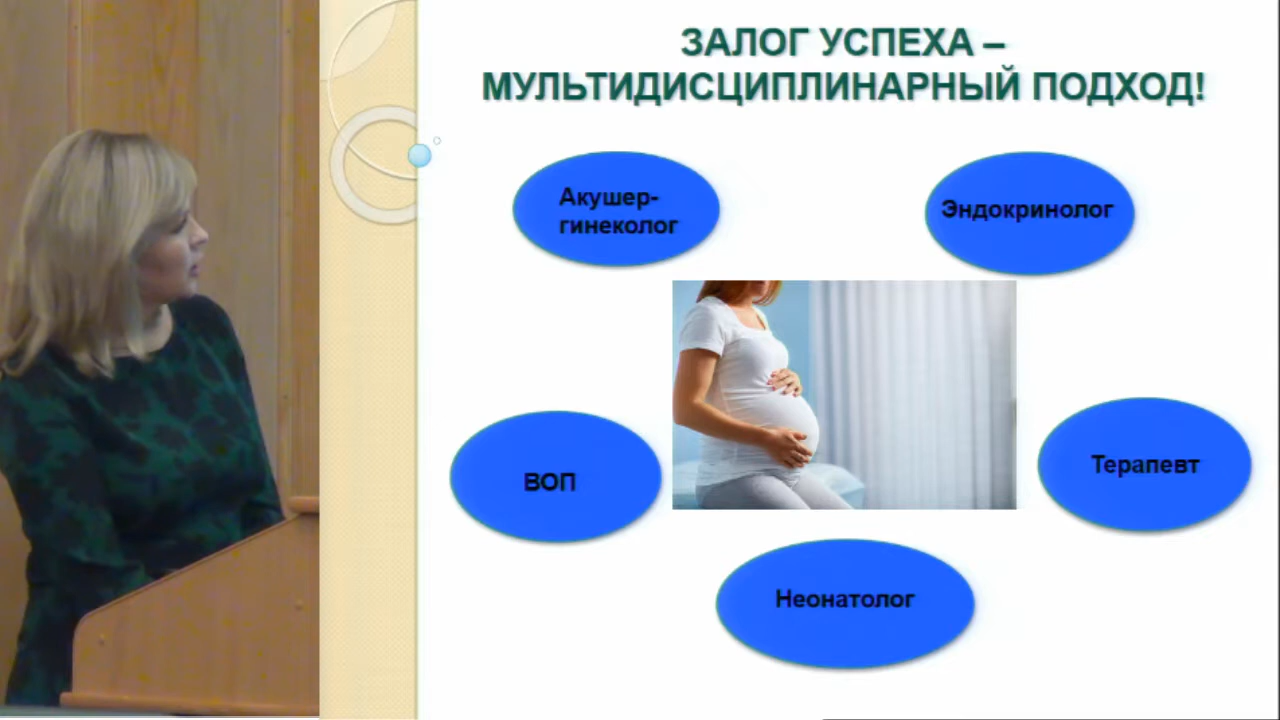 ЗАЛОГ УСПЕХА –
МУЛЬТИДИСЦИПЛИНАРНЫЙ ПОДХОД!
Акушер-
гинеколог
Эндокринолог
ВОП
Терапевт
Неонатолог